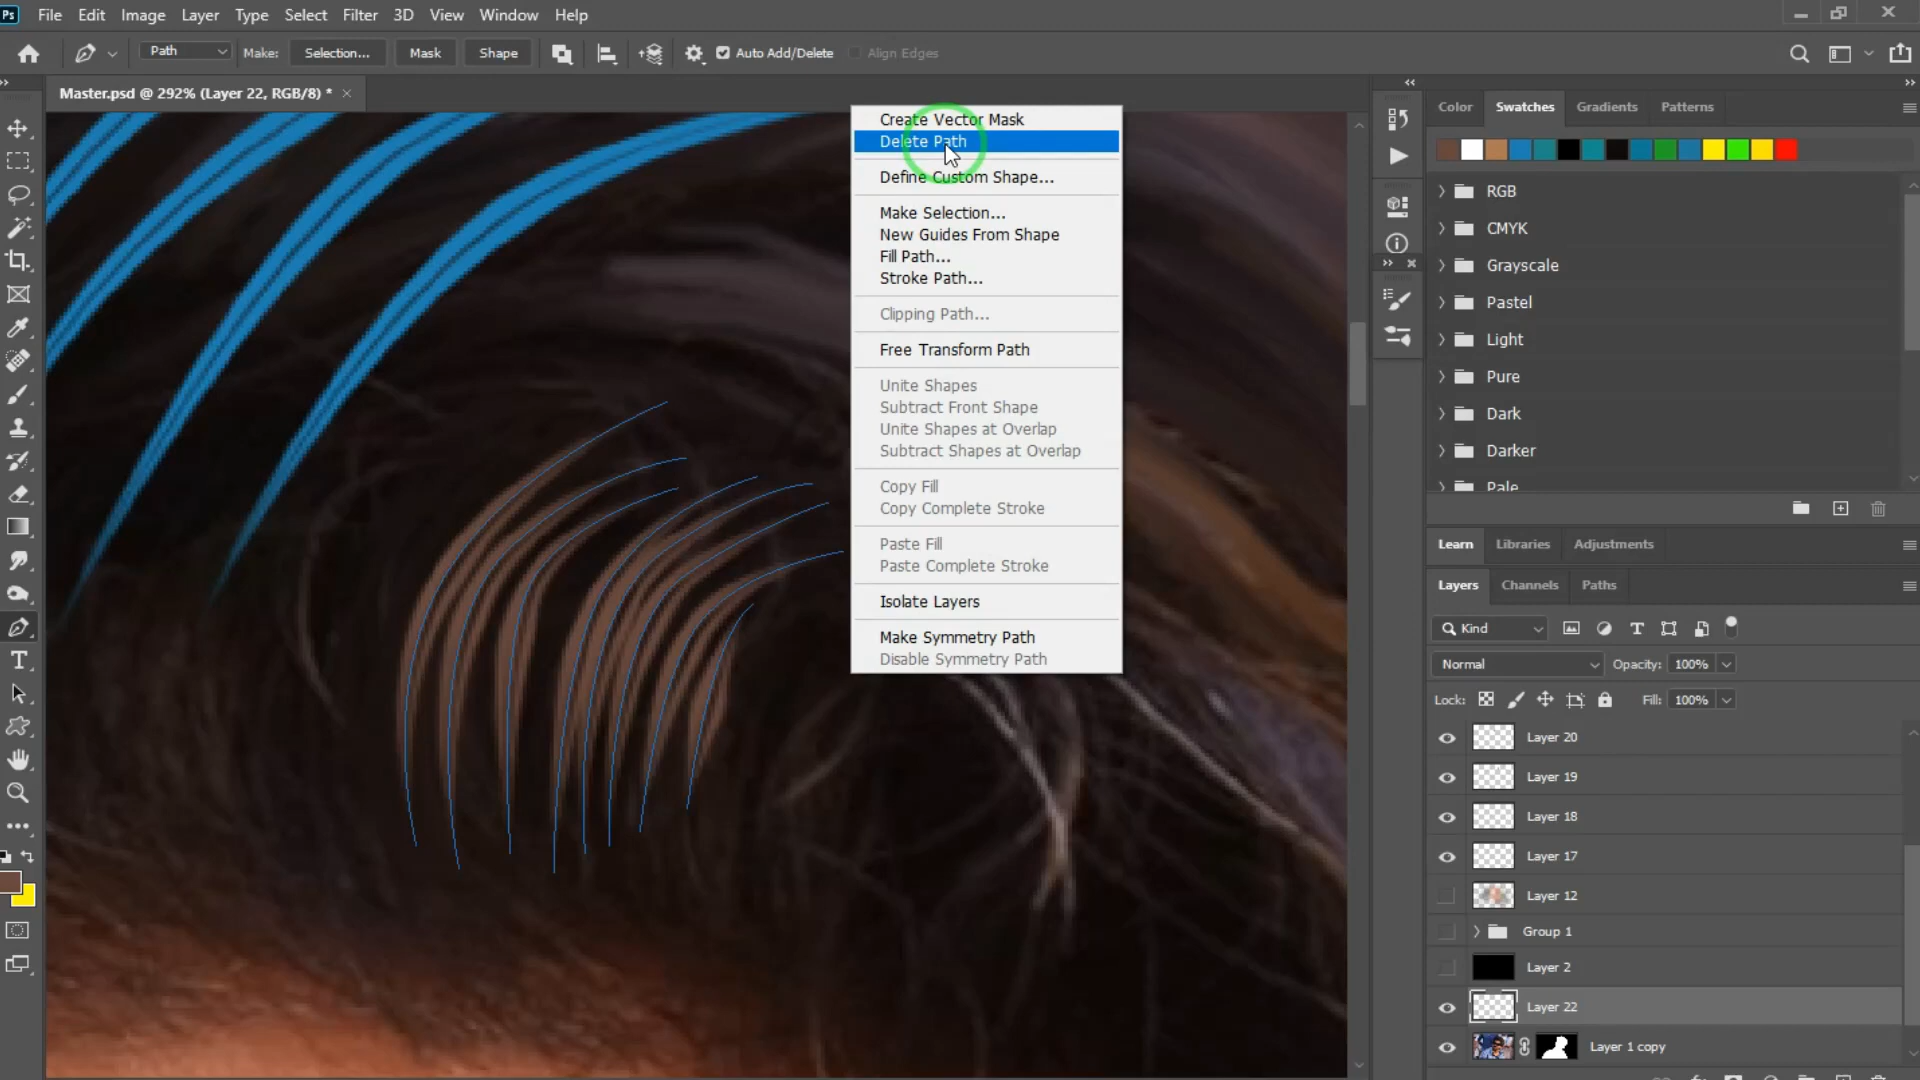 Ps File Edit Image Layer Type Select Filter 3D View Window Help
Path Make: Selection... Mask Shape Auto Add/Delete Align Edges
Master.psd @ 292% (Layer 22, RGB/8) *
Create Vector Mask
Delete Path
Define Custom Shape...
Make Selection...
New Guides From Shape
Fill Path...
Stroke Path...
Clipping Path...
Free Transform Path
Unite Shapes
Subtract Front Shape
Unite Shapes at Overlap
Subtract Shapes at Overlap
Copy Fill
Copy Complete Stroke
Paste Fill
Paste Complete Stroke
Isolate Layers
Make Symmetry Path
Disable Symmetry Path
Color Swatches Gradients Patterns
RGB
CMYK
Grayscale
Pastel
Light
Pure
Dark
Darker
Pale
Learn Libraries Adjustments
Layers Channels Paths
Kind
Normal Opacity: 100%
Lock: Fill: 100%
Layer 20
Layer 19
Layer 18
Layer 17
Layer 12
Group 1
Layer 2
Layer 22
Layer 1 copy